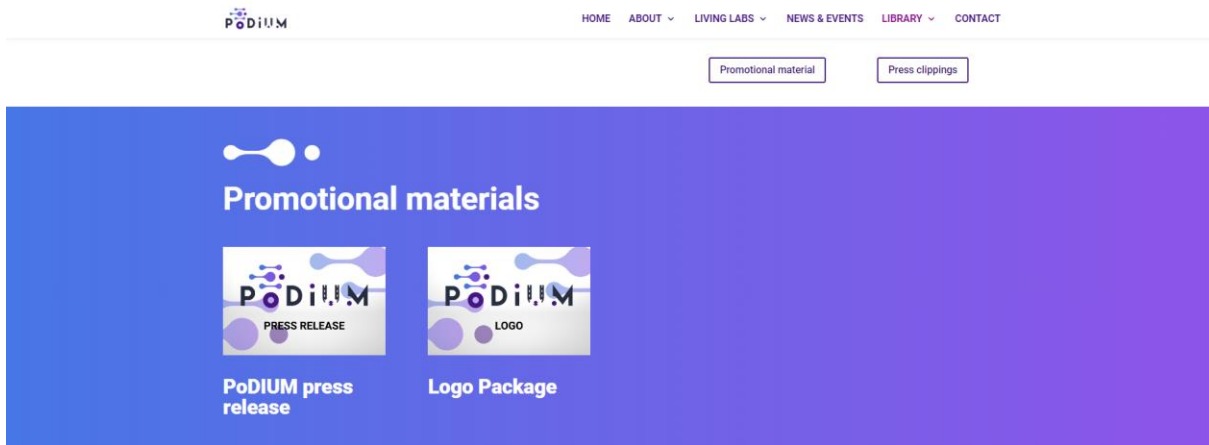 PoDiUM
HOME ABOUT LIVING LABS NEWS & EVENTS LIBRARY CONTACT
Promotional material Press clippings
Promotional materials
PoDiUM PoDiUM
PRESS RELEASE LOGO
PoDIUM press
release
Logo Package